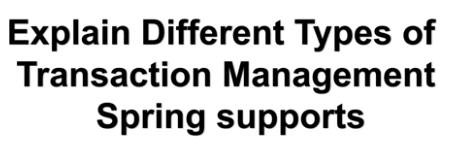 Explain Different Types of
Transaction Management
Spring supports